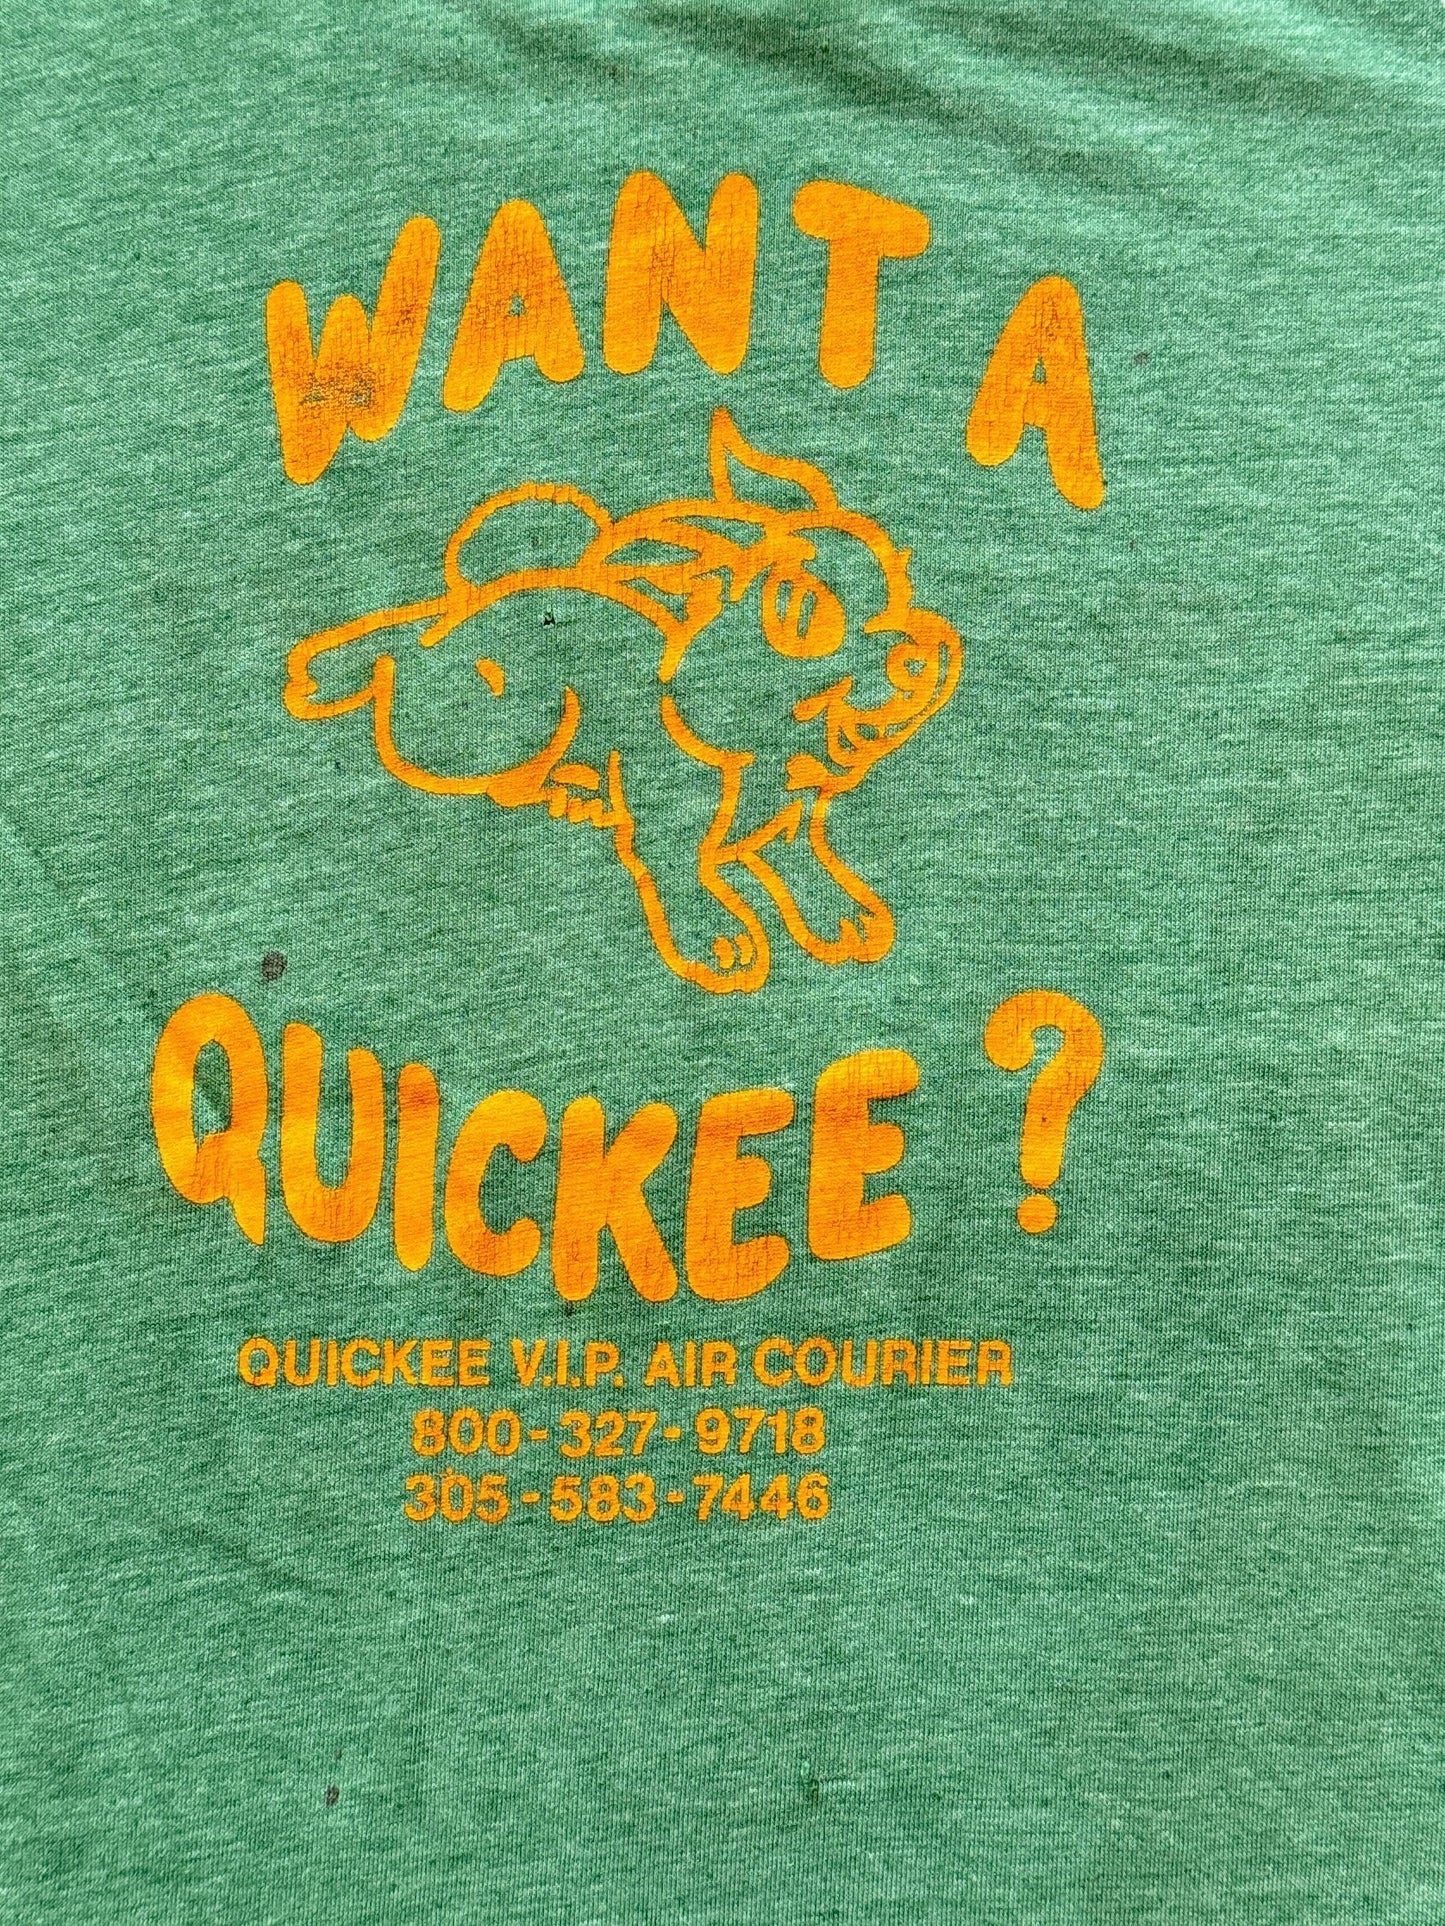 WANT A
QUICKEE?
QUICKEE V.I.P. AIR COURIER
800-327-9718
305-583-7446